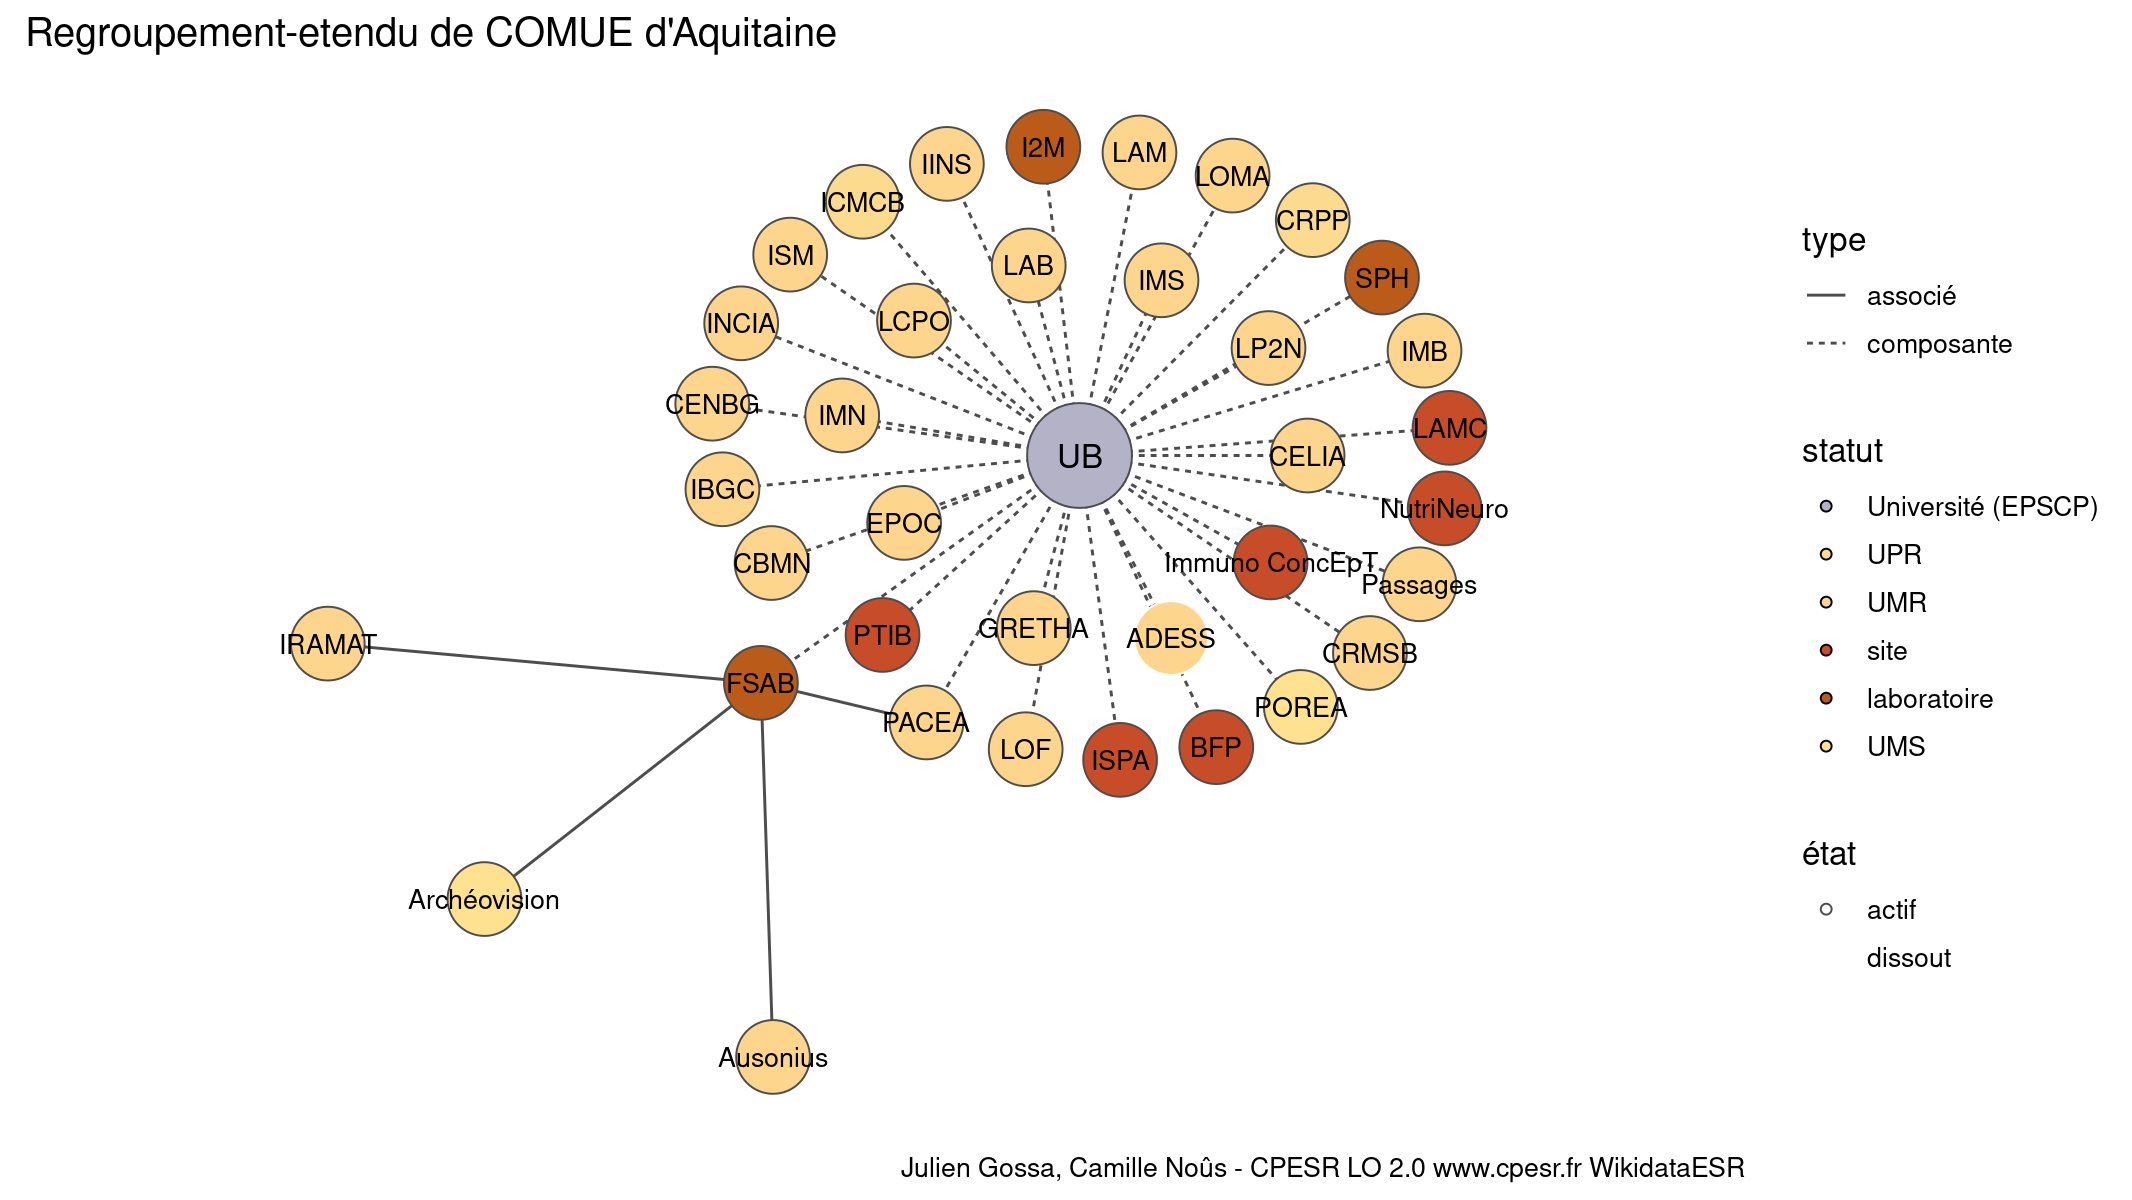 Regroupement-etendu de COMUE d'Aquitaine
I2M
LAM
IINS
LOMA
ICMCB
CRPP
ISM
LAB
IMS
SPH
INCIA
LCPO
LP2N
IMB
CENBG
IMN
LAMC
UB
CELIA
IBGC
NutriNeuro
EPOC
CBMN
Immuno ConcEpT
Passages
IRAMAT
PTIB
GRETHA
ADESS
CRMSB
FSAB
PACEA
POREA
LOF
BFP
ISPA
Archéovision
Ausonius
type
associé
composante
statut
Université (EPSCP)
UPR
UMR
site
laboratoire
UMS
état
actif
dissout
Julien Gossa, Camille Noûs - CPESR LO 2.0 www.cpesr.fr WikidataESR